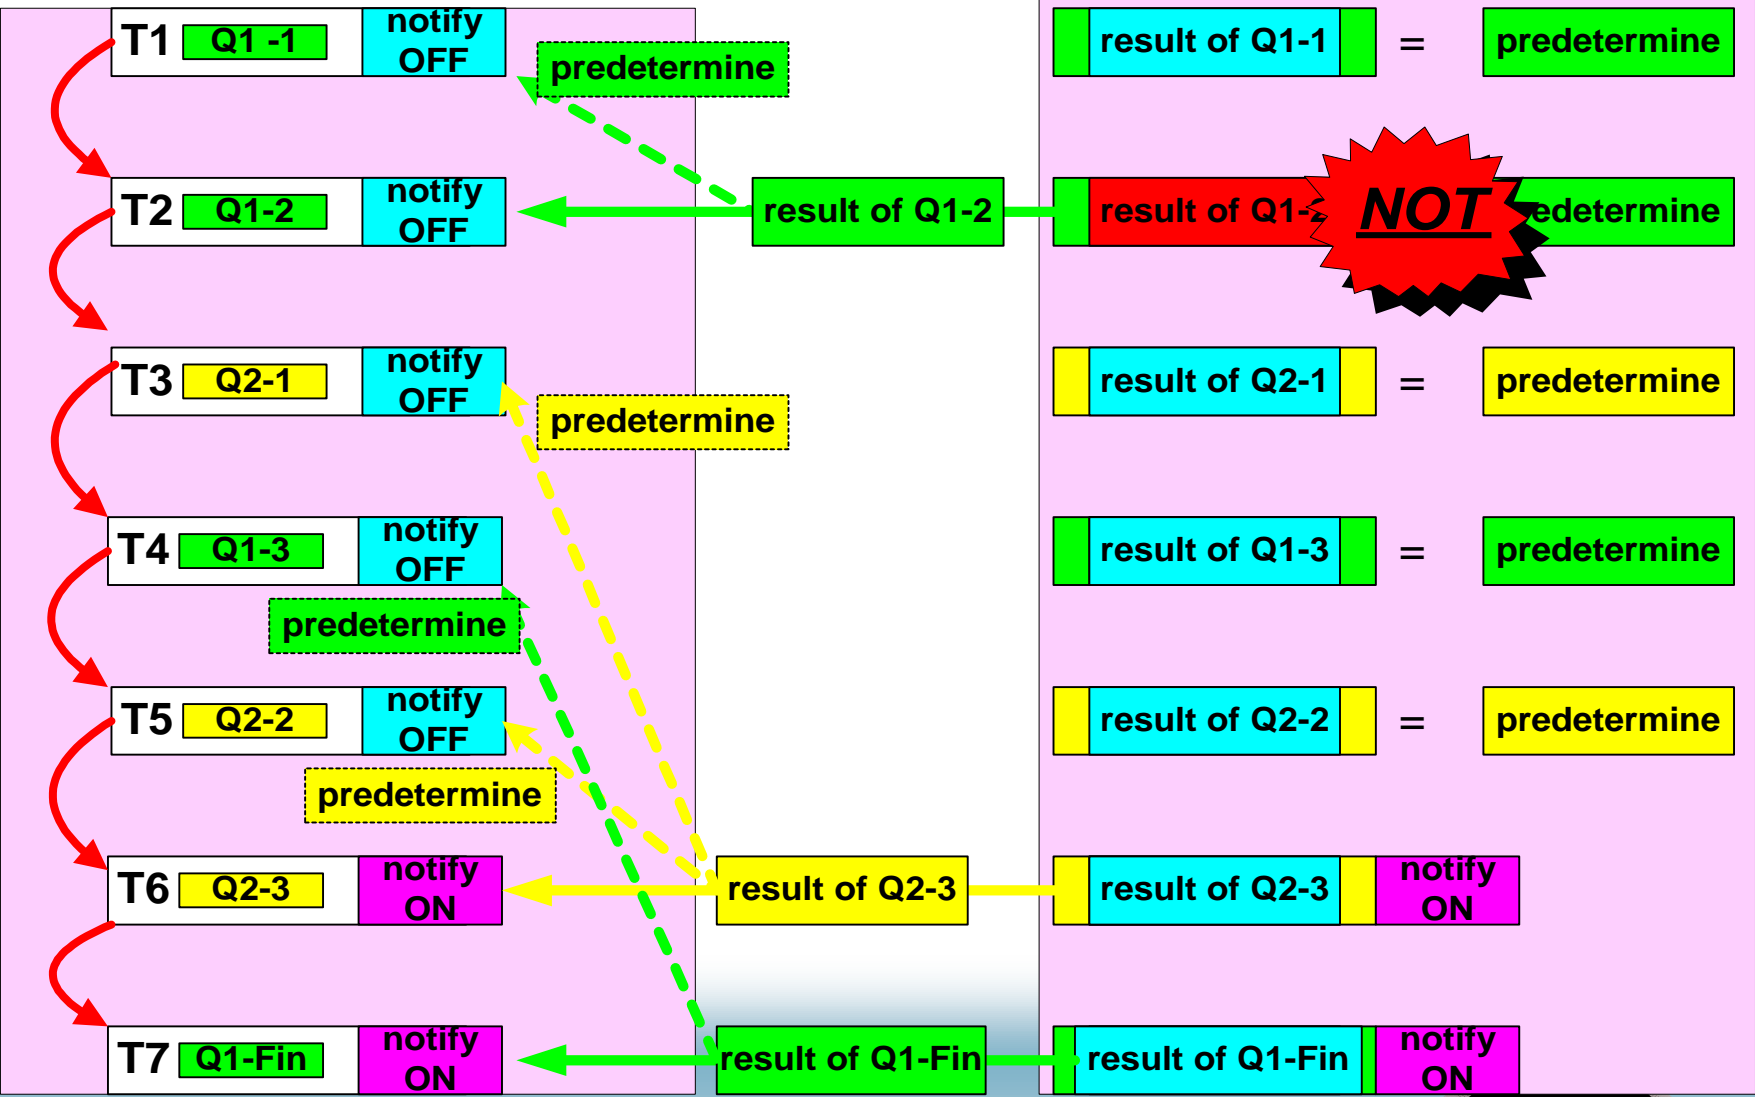 T1 Q1 -1 notify OFF
predetermine
result of Q1-1 = predetermine
T2 Q1-2 notify OFF
result of Q1-2
result of Q1- NOT edetermine
T3 Q2-1 notify OFF
predetermine
result of Q2-1 = predetermine
T4 Q1-3 notify OFF
predetermine
result of Q1-3 = predetermine
T5 Q2-2 notify OFF
predetermine
result of Q2-2 = predetermine
T6 Q2-3 notify ON
result of Q2-3
result of Q2-3 notify ON
T7 Q1-Fin notify ON
result of Q1-Fin
result of Q1-Fin notify ON